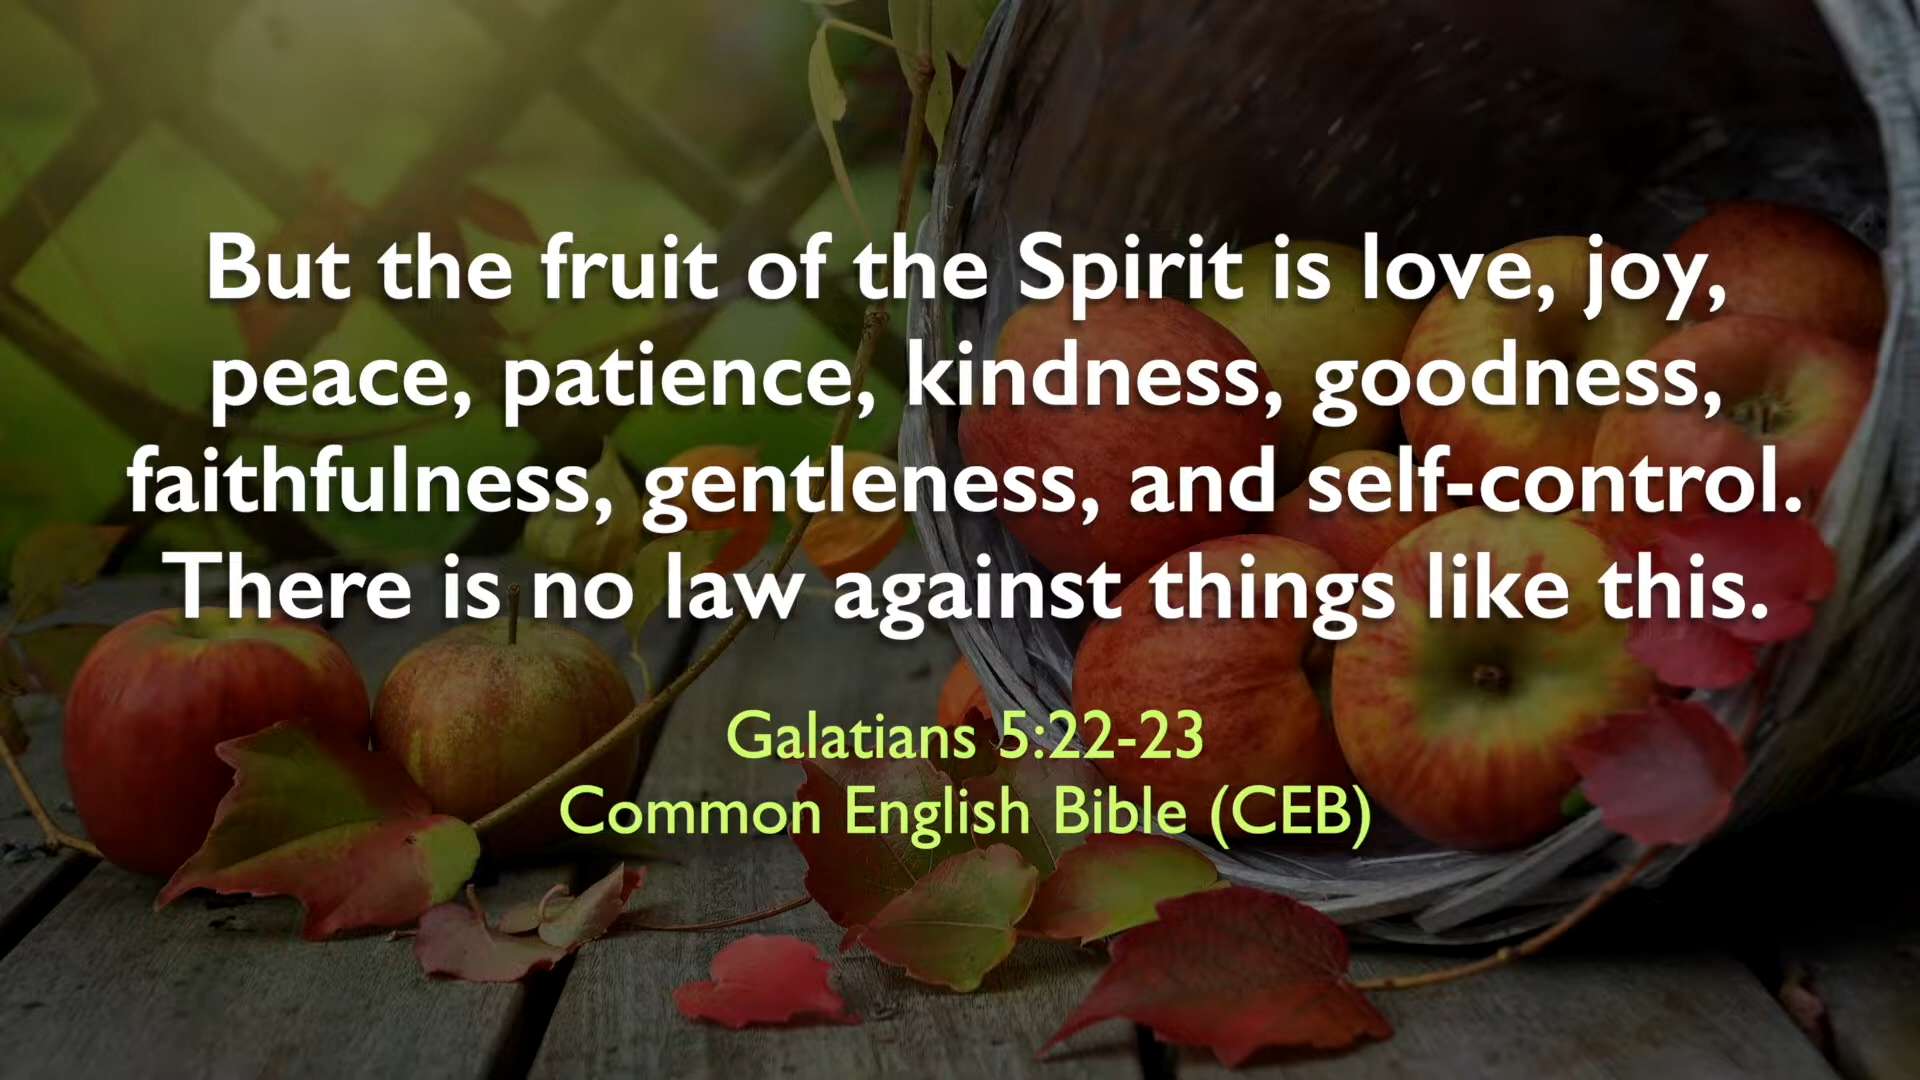 But the fruit of the Spirit is love, joy,
peace, patience, kindness, goodness,
faithfulness, gentleness, and self-control.
There is no law against things like this.
Galatians 5:22-23
Common English Bible (CEB)